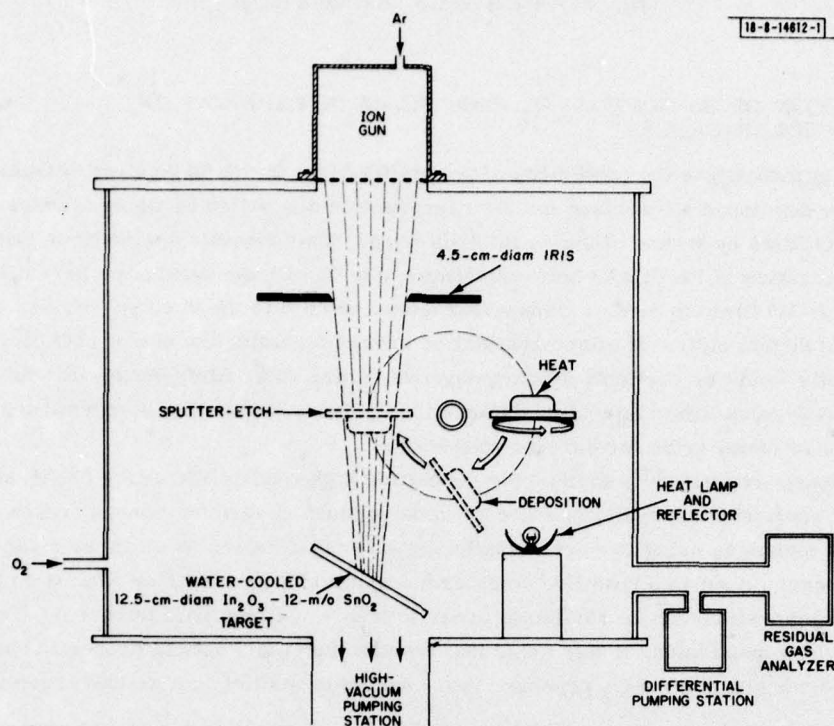 Ar
18-8-14612-1
ION
GUN
4.5-cm-diam IRIS
HEAT
SPUTTER-ETCH
DEPOSITION
HEAT LAMP
AND
REFLECTOR
O₂
WATER-COOLED
12.5-cm-diam In₂O₃ - 12-m/o SnO₂
TARGET
HIGH-
VACUUM
PUMPING
STATION
RESIDUAL
GAS
ANALYZER
DIFFERENTIAL
PUMPING STATION